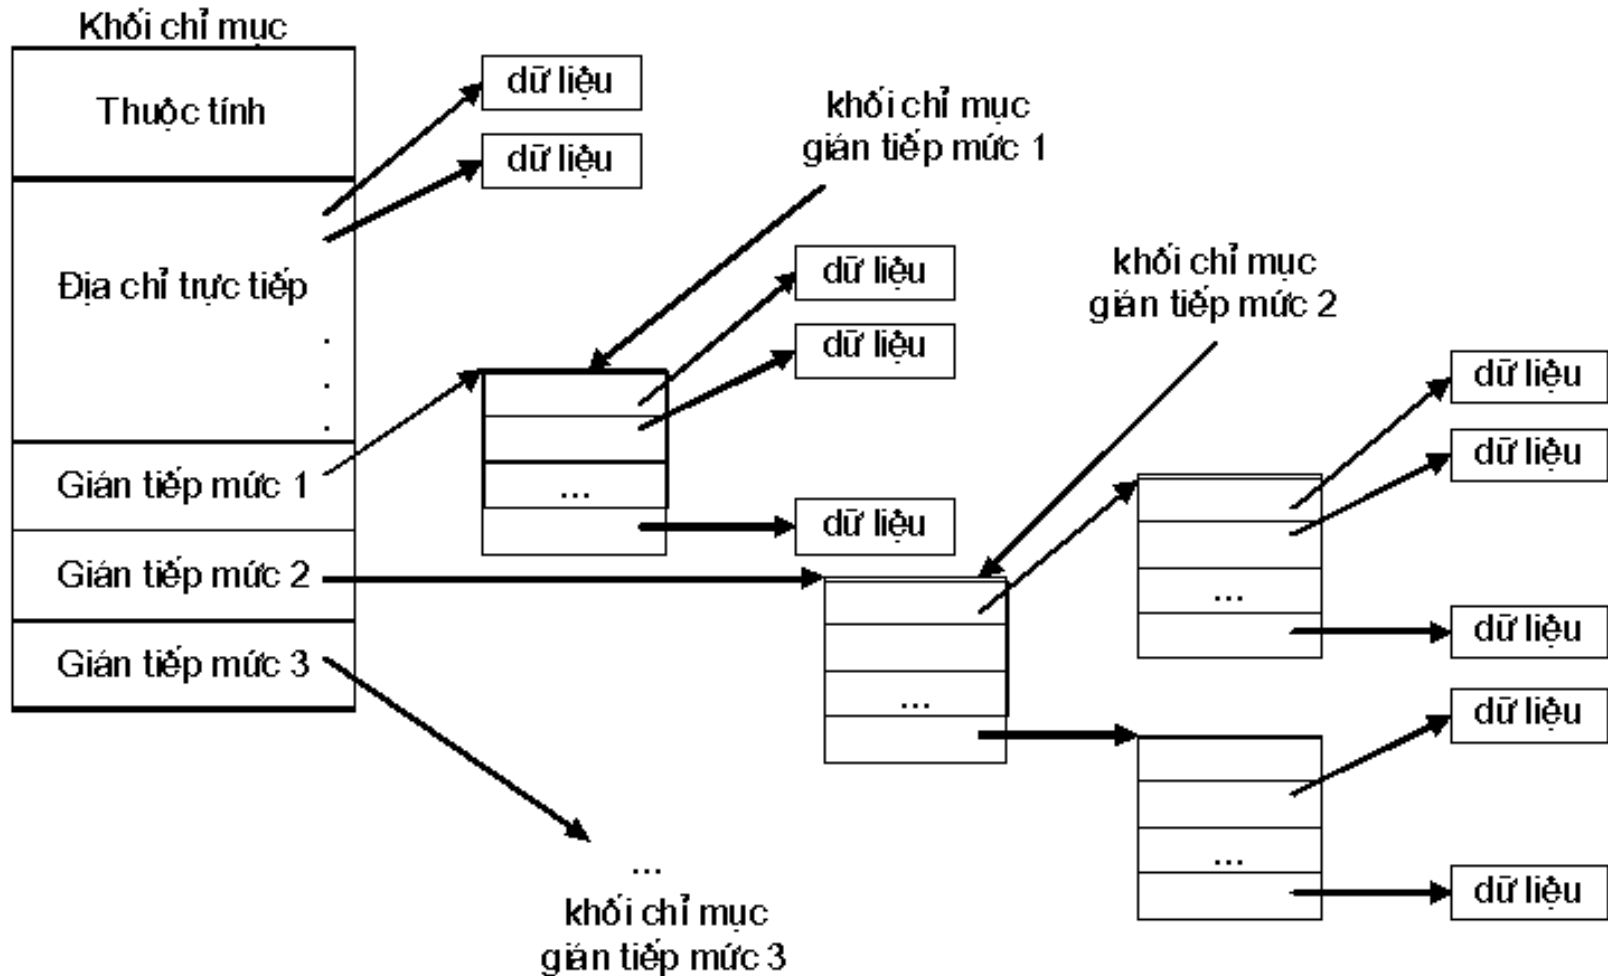 Khối chỉ mục
Thuộc tính
dữ liệu
dữ liệu
khối chỉ mục
gián tiếp mức 1
Địa chỉ trực tiếp
.
.
.
dữ liệu
dữ liệu
khối chỉ mục
gián tiếp mức 2
dữ liệu
dữ liệu
Gián tiếp mức 1
...
dữ liệu
Gián tiếp mức 2
...
dữ liệu
Gián tiếp mức 3
...
dữ liệu
...
dữ liệu
...
khối chỉ mục
gián tiếp mức 3